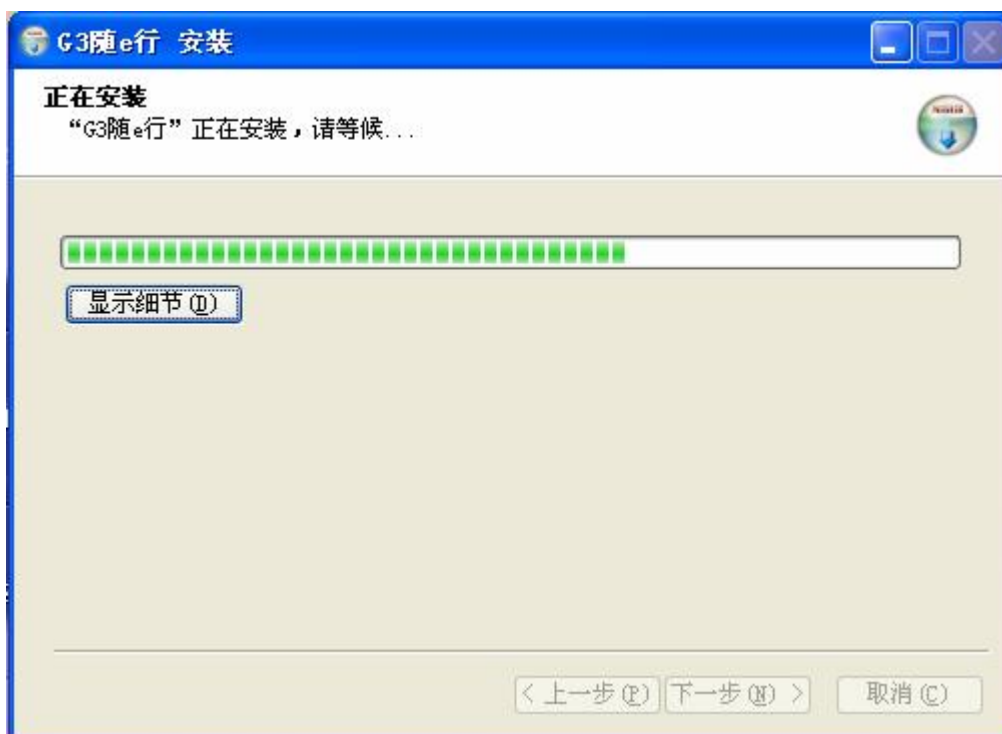 G3随e行 安装
正在安装
“G3随e行”正在安装，请等候...
显示细节(D)
< 上一步(P) 下一步(N) > 取消(C)